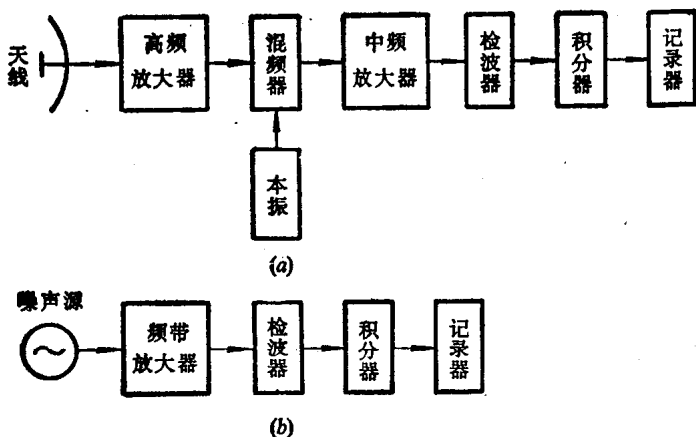 天线
高频
放大器
混频器
中频
放大器
检波器
积分器
记录器
本振
(a)
噪声源
频带
放大器
检波器
积分器
记录器
(b)